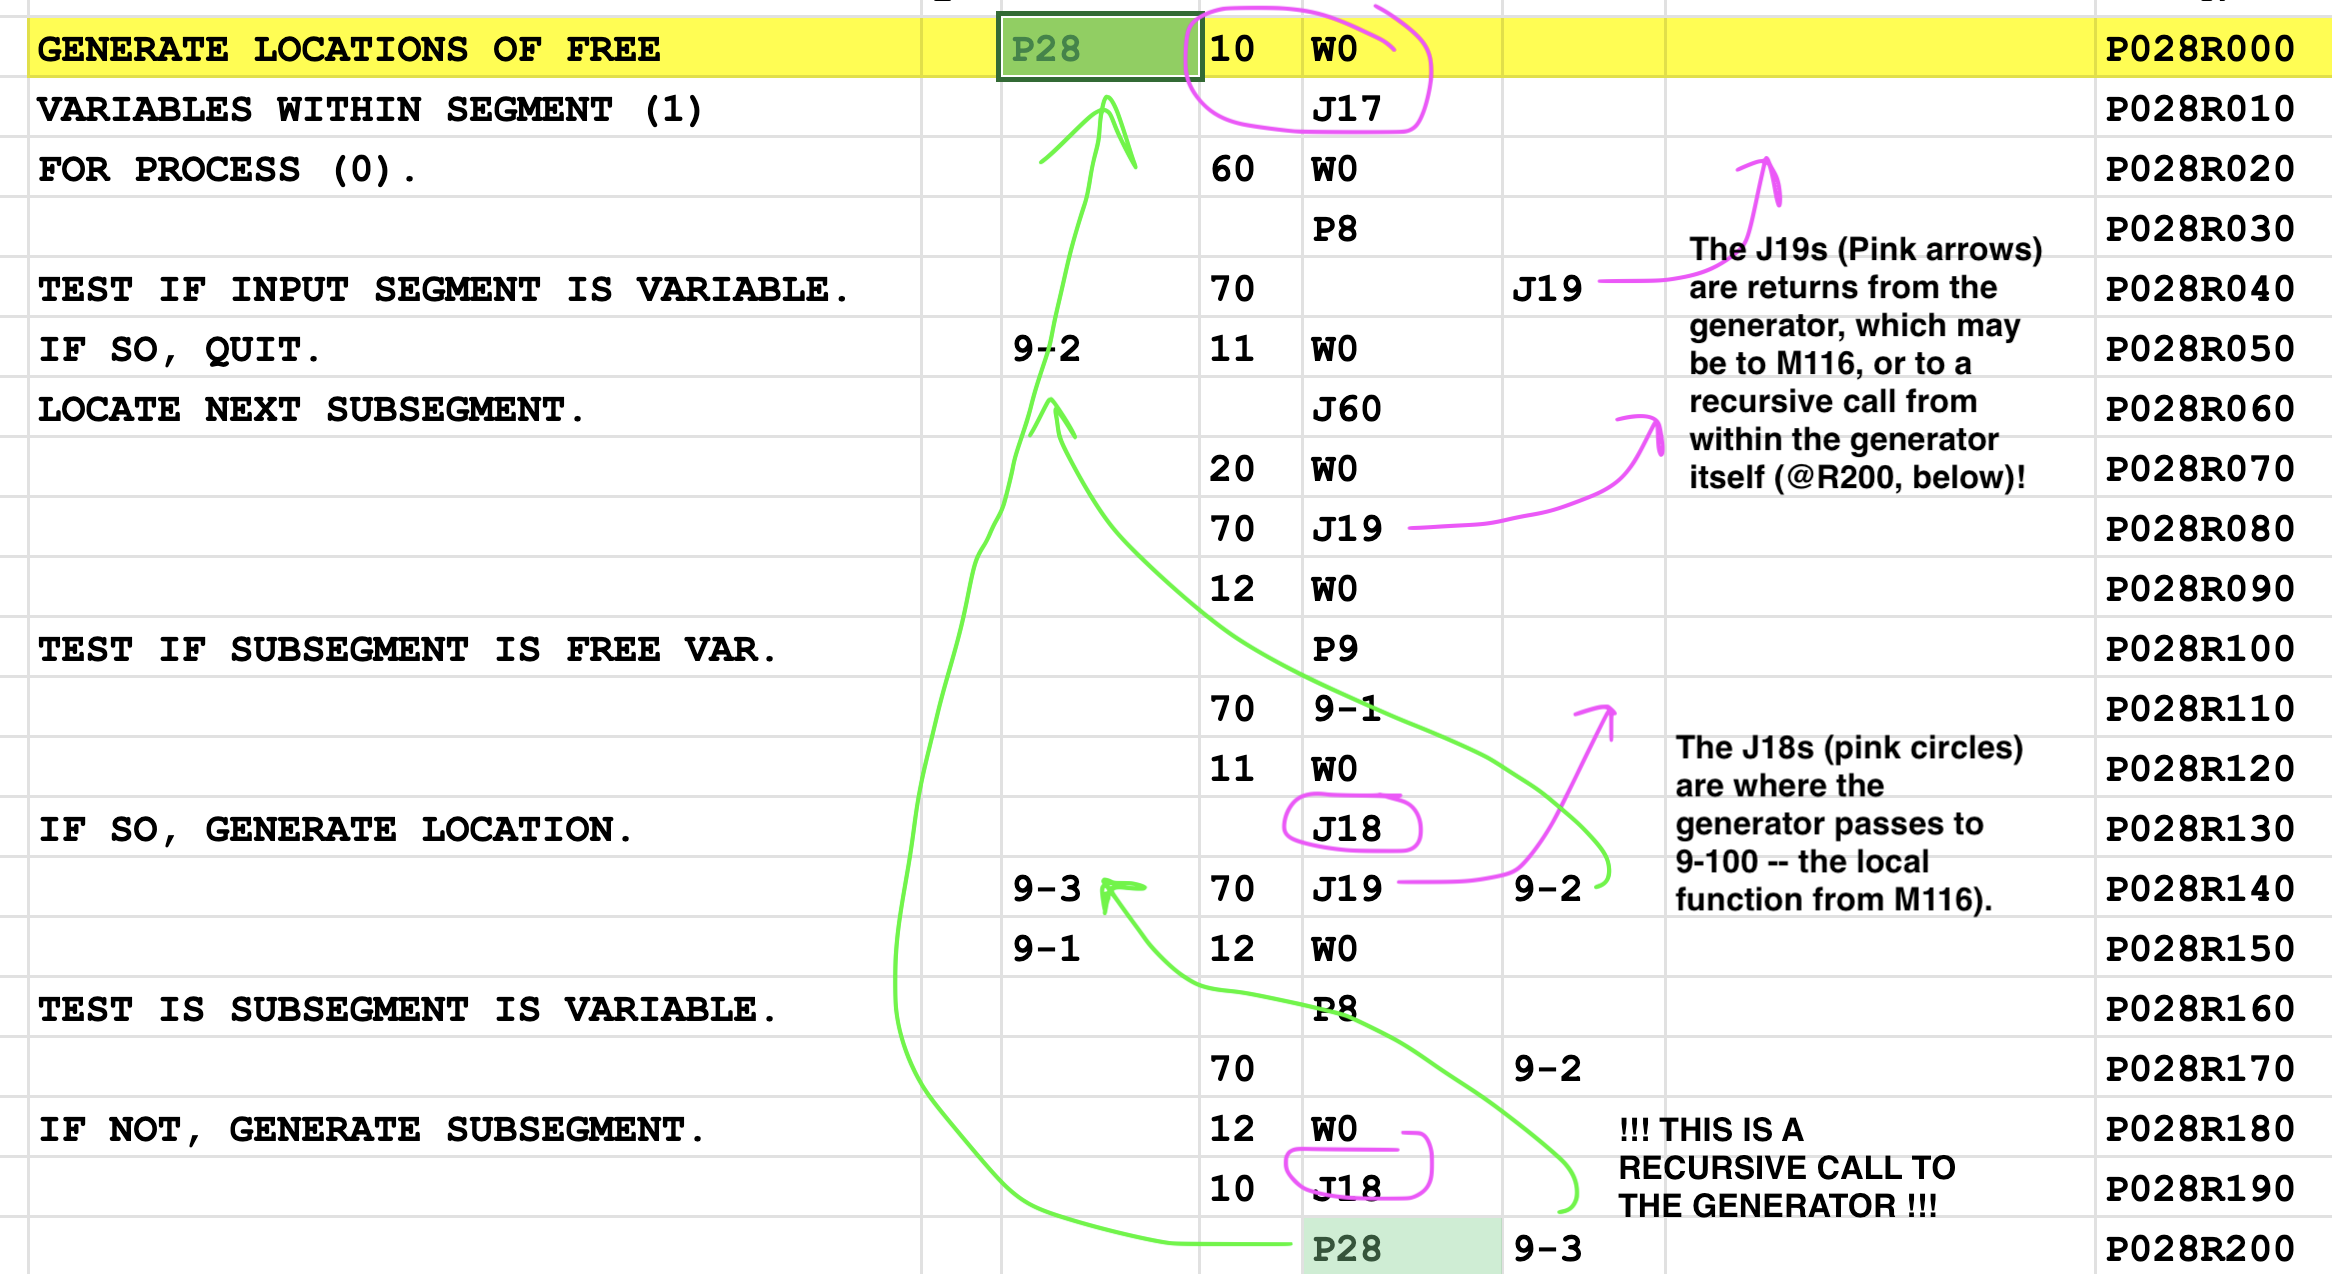 GENERATE LOCATIONS OF FREE P28 10 W0 P028R000
VARIABLES WITHIN SEGMENT (1) J17 P028R010
FOR PROCESS (0). 60 W0 P028R020
P8 P028R030
TEST IF INPUT SEGMENT IS VARIABLE. 70 J19 P028R040
IF SO, QUIT. 9-2 11 W0 P028R050
LOCATE NEXT SUBSEGMENT. J60 P028R060
20 W0 P028R070
70 J19 P028R080
12 W0 P028R090
TEST IF SUBSEGMENT IS FREE VAR. P9 P028R100
70 9-1 P028R110
11 W0 P028R120
IF SO, GENERATE LOCATION. J18 P028R130
9-3 70 J19 9-2 P028R140
9-1 12 W0 P028R150
TEST IS SUBSEGMENT IS VARIABLE. P8 P028R160
70 9-2 P028R170
IF NOT, GENERATE SUBSEGMENT. 12 W0 P028R180
10 J18 P028R190
P28 9-3 P028R200
The J19s (Pink arrows)
are returns from the
generator, which may
be to M116, or to a
recursive call from
within the generator
itself (@R200, below)!
The J18s (pink circles)
are where the
generator passes to
9-100 -- the local
function from M116).
!!! THIS IS A
RECURSIVE CALL TO
THE GENERATOR !!!